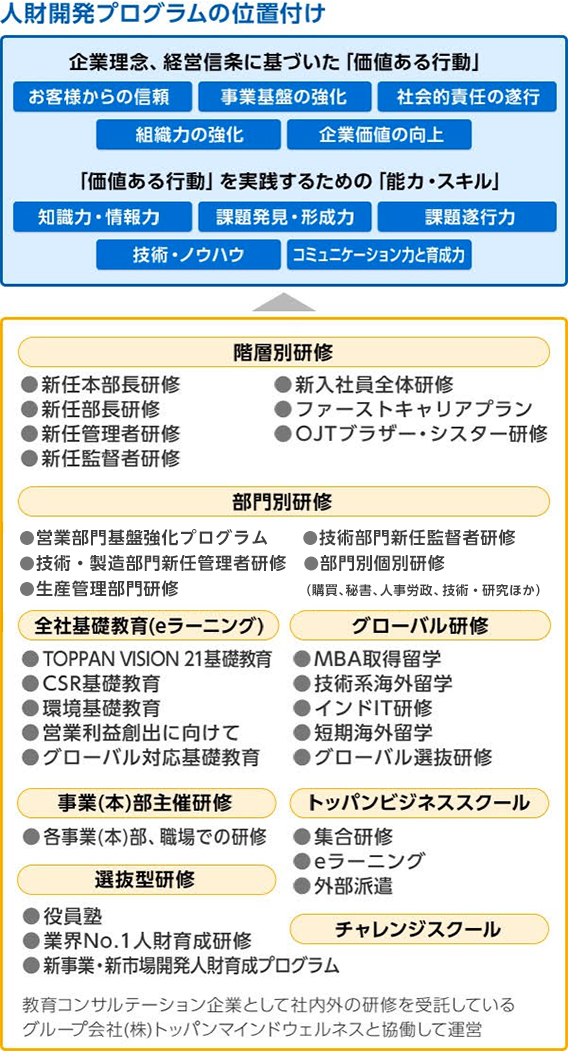 人財開発プログラムの位置付け
企業理念、経営信条に基づいた「価値ある行動」
お客様からの信頼
事業基盤の強化
社会的責任の遂行
組織力の強化
企業価値の向上
「価値ある行動」を実践するための「能力・スキル」
知識力・情報力
課題発見・形成力
課題遂行力
技術・ノウハウ
コミュニケーション力と育成力
階層別研修
●新任本部長研修
●新任部長研修
●新任管理者研修
●新任監督者研修
●新入社員全体研修
●ファーストキャリアプラン
●OJTブラザー・シスター研修
部門別研修
●営業部門基盤強化プログラム
●技術・製造部門新任管理者研修
●生産管理部門研修
●技術部門新任監督者研修
●部門別個別研修
（購買、秘書、人事労政、技術・研究ほか）
全社基礎教育(eラーニング)
●TOPPAN VISION 21基礎教育
●CSR基礎教育
●環境基礎教育
●営業利益創出に向けて
●グローバル対応基礎教育
グローバル研修
●MBA取得留学
●技術系海外留学
●インドIT研修
●短期海外留学
●グローバル選抜研修
事業(本)部主催研修
●各事業(本)部、職場での研修
トッパンビジネススクール
●集合研修
●eラーニング
●外部派遣
選抜型研修
●役員塾
●業界No.1人財育成研修
●新事業・新市場開発人財育成プログラム
チャレンジスクール
教育コンサルテーション企業として社内外の研修を受託している
グループ会社(株)トッパンマインドウェルネスと協働して運営